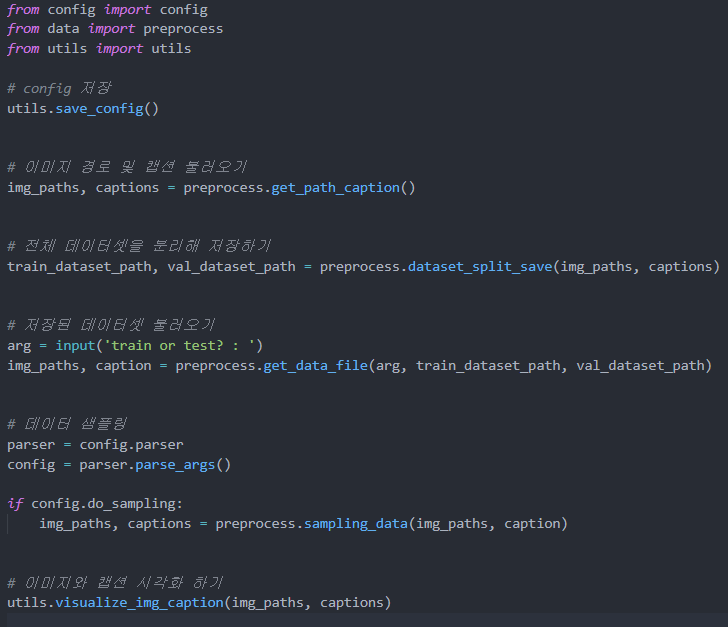 from config import config
from data import preprocess
from utils import utils
# config 저장
utils.save_config()
# 이미지 경로 및 캡션 불러오기
img_paths, captions = preprocess.get_path_caption()
# 전체 데이터셋을 분리해 저장하기
train_dataset_path, val_dataset_path = preprocess.dataset_split_save(img_paths, captions)
# 저장된 데이터셋 불러오기
arg = input('train or test? : ')
img_paths, caption = preprocess.get_data_file(arg, train_dataset_path, val_dataset_path)
# 데이터 샘플링
parser = config.parser
config = parser.parse_args()
if config.do_sampling:
    img_paths, captions = preprocess.sampling_data(img_paths, caption)
# 이미지와 캡션 시각화 하기
utils.visualize_img_caption(img_paths, captions)